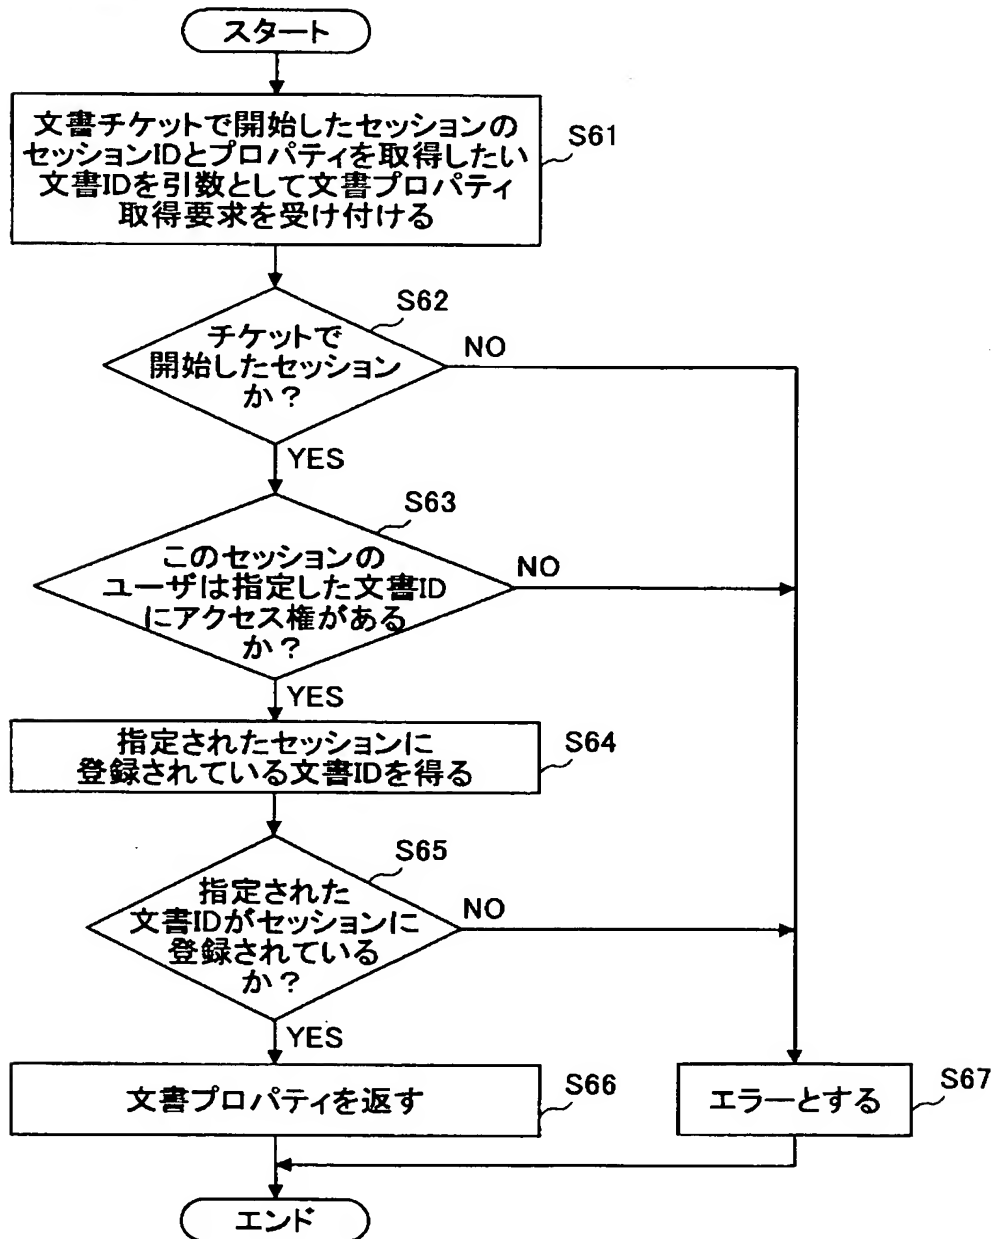 スタート
文書チケットで開始したセッションの
セッションIDとプロパティを取得したい
文書IDを引数として文書プロパティ
取得要求を受け付ける
S61
S62
チケットで
開始したセッション
か？
NO
YES
S63
このセッションの
ユーザは指定した文書ID
にアクセス権がある
か？
NO
YES
指定されたセッションに
登録されている文書IDを得る
S64
S65
指定された
文書IDがセッションに
登録されている
か？
NO
YES
文書プロパティを返す
S66
エラーとする
S67
エンド